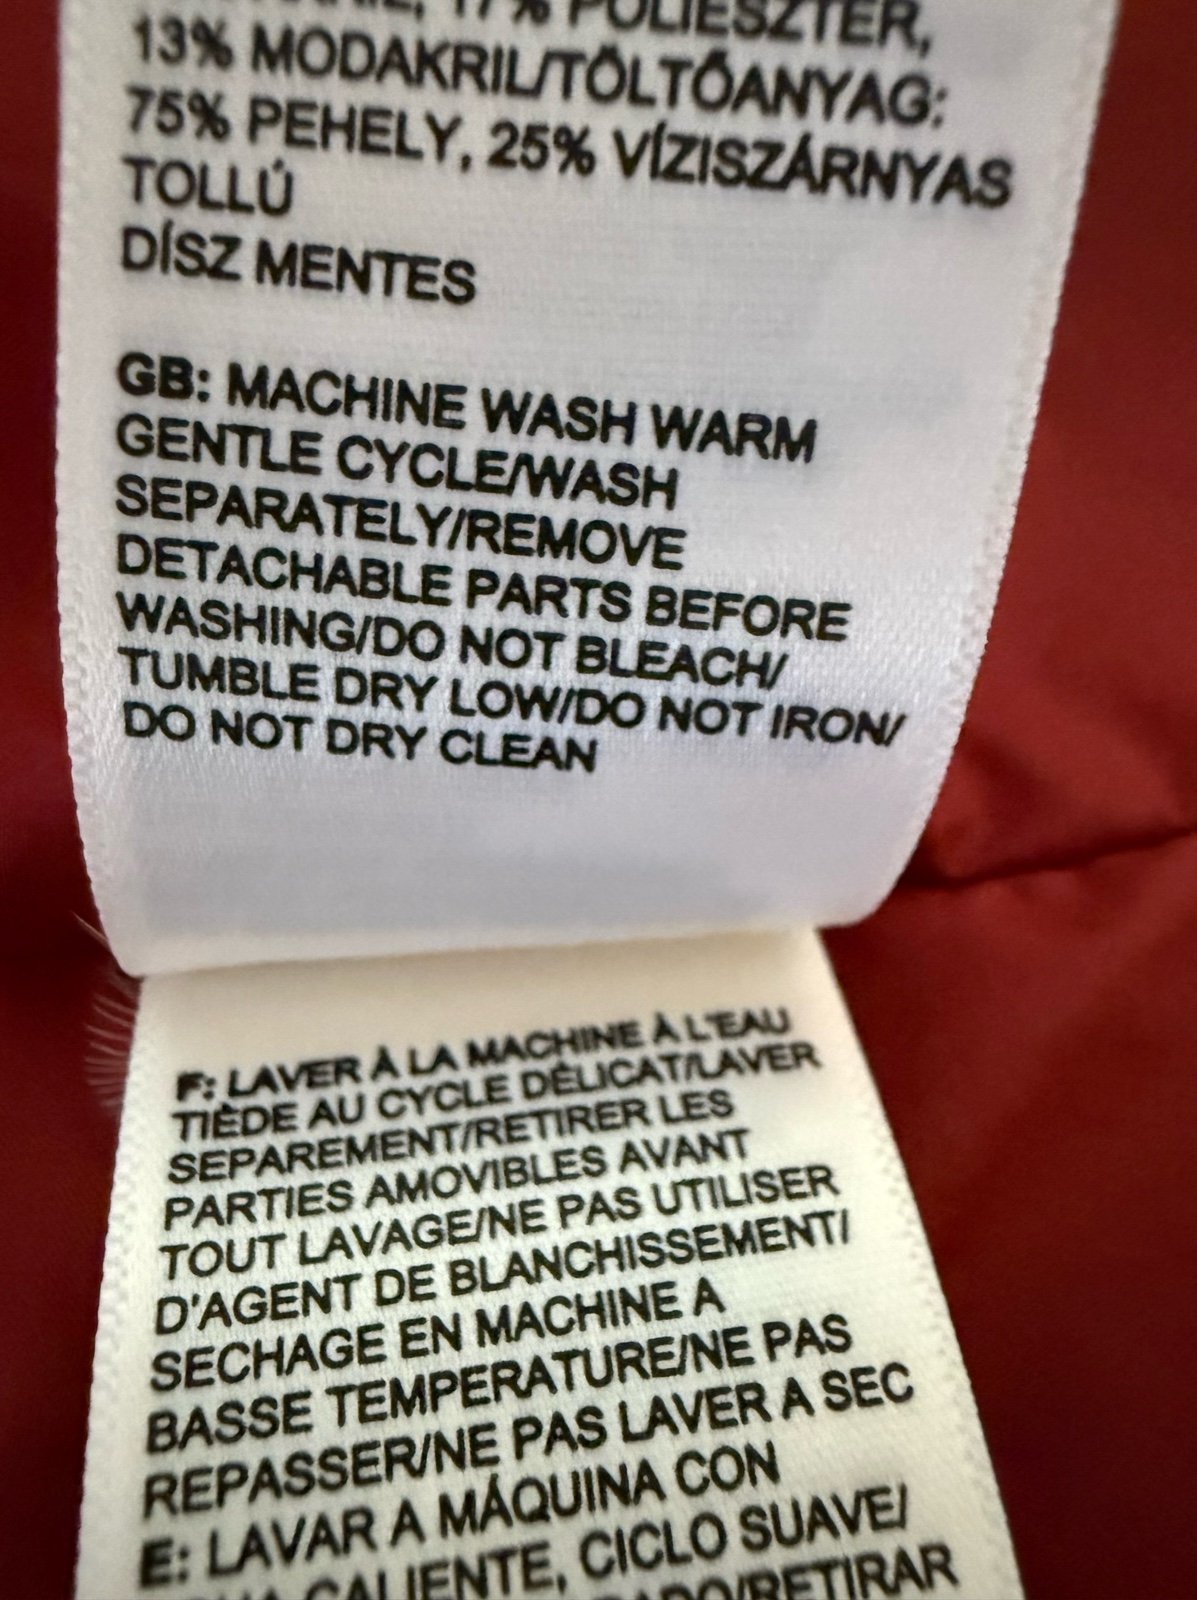 17% POLIESZTER,
13% MODAKRIL/TÖLTŐANYAG:
75% PEHELY, 25% VÍZISZÁRNYAS
TOLLÚ
DÍSZ MENTES
GB: MACHINE WASH WARM
GENTLE CYCLE/WASH
SEPARATELY/REMOVE
DETACHABLE PARTS BEFORE
WASHING/DO NOT BLEACH/
TUMBLE DRY LOW/DO NOT IRON/
DO NOT DRY CLEAN
F: LAVER À LA MACHINE À L'EAU
TIÈDE AU CYCLE DÉLICAT/LAVER
SEPAREMENT/RETIRER LES
PARTIES AMOVIBLES AVANT
TOUT LAVAGE/NE PAS UTILISER
D'AGENT DE BLANCHISSEMENT/
SECHAGE EN MACHINE A
BASSE TEMPERATURE/NE PAS
REPASSER/NE PAS LAVER A SEC
E: LAVAR A MÁQUINA CON
CALIENTE, CICLO SUAVE/
RETIRAR